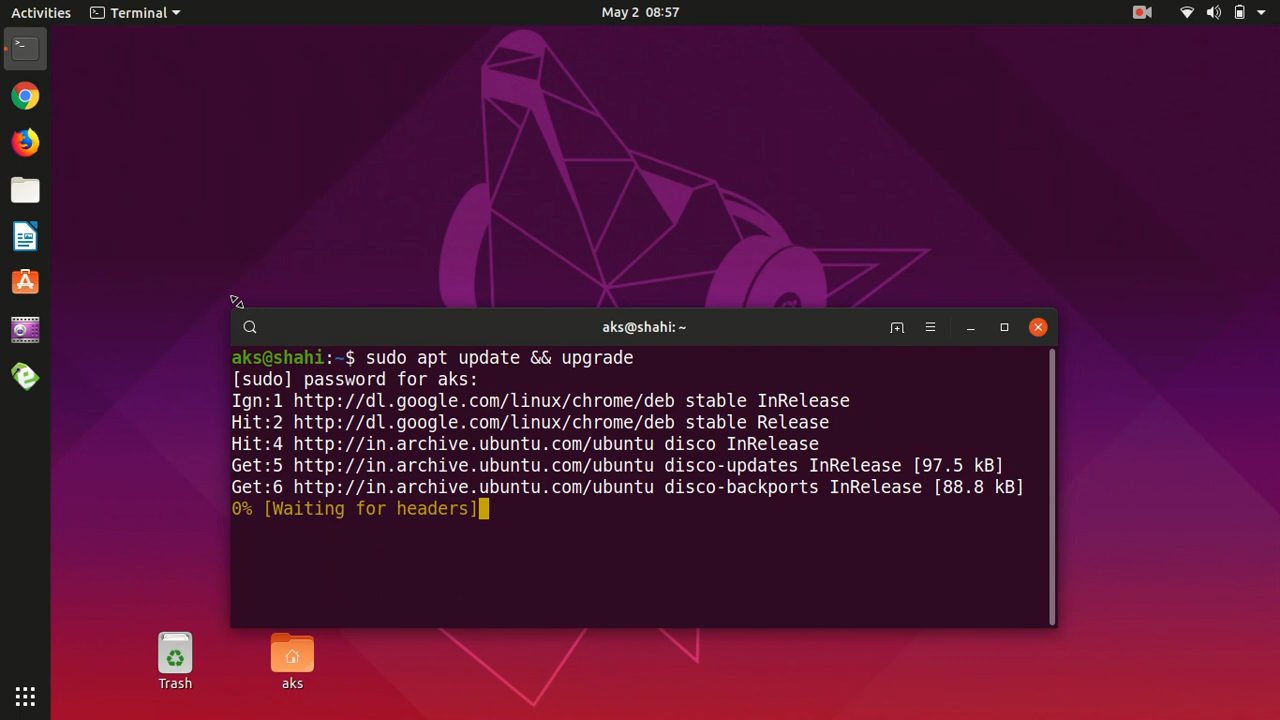 Activities Terminal May 2 08:57
aks@shahi: ~
aks@shahi:~$ sudo apt update && upgrade
[sudo] password for aks:
Ign:1 http://dl.google.com/linux/chrome/deb stable InRelease
Hit:2 http://dl.google.com/linux/chrome/deb stable Release
Hit:4 http://in.archive.ubuntu.com/ubuntu disco InRelease
Get:5 http://in.archive.ubuntu.com/ubuntu disco-updates InRelease [97.5 kB]
Get:6 http://in.archive.ubuntu.com/ubuntu disco-backports InRelease [88.8 kB]
0% [Waiting for headers]
Trash aks